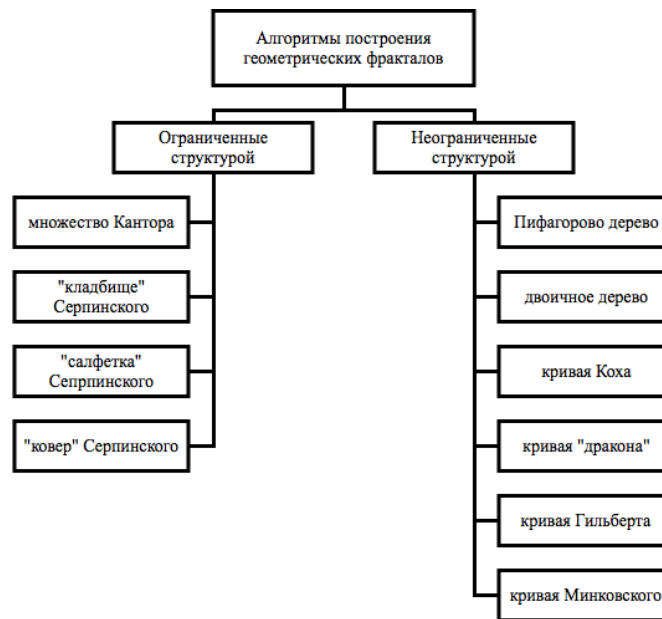 Алгоритмы построения
геометрических фракталов
Ограниченные
структурой
Неограниченные
структурой
множество Кантора
"кладбище"
Серпинского
"салфетка"
Сепрпинского
"ковер" Серпинского
Пифагорово дерево
двоичное дерево
кривая Коха
кривая "дракона"
кривая Гильберта
кривая Минковского